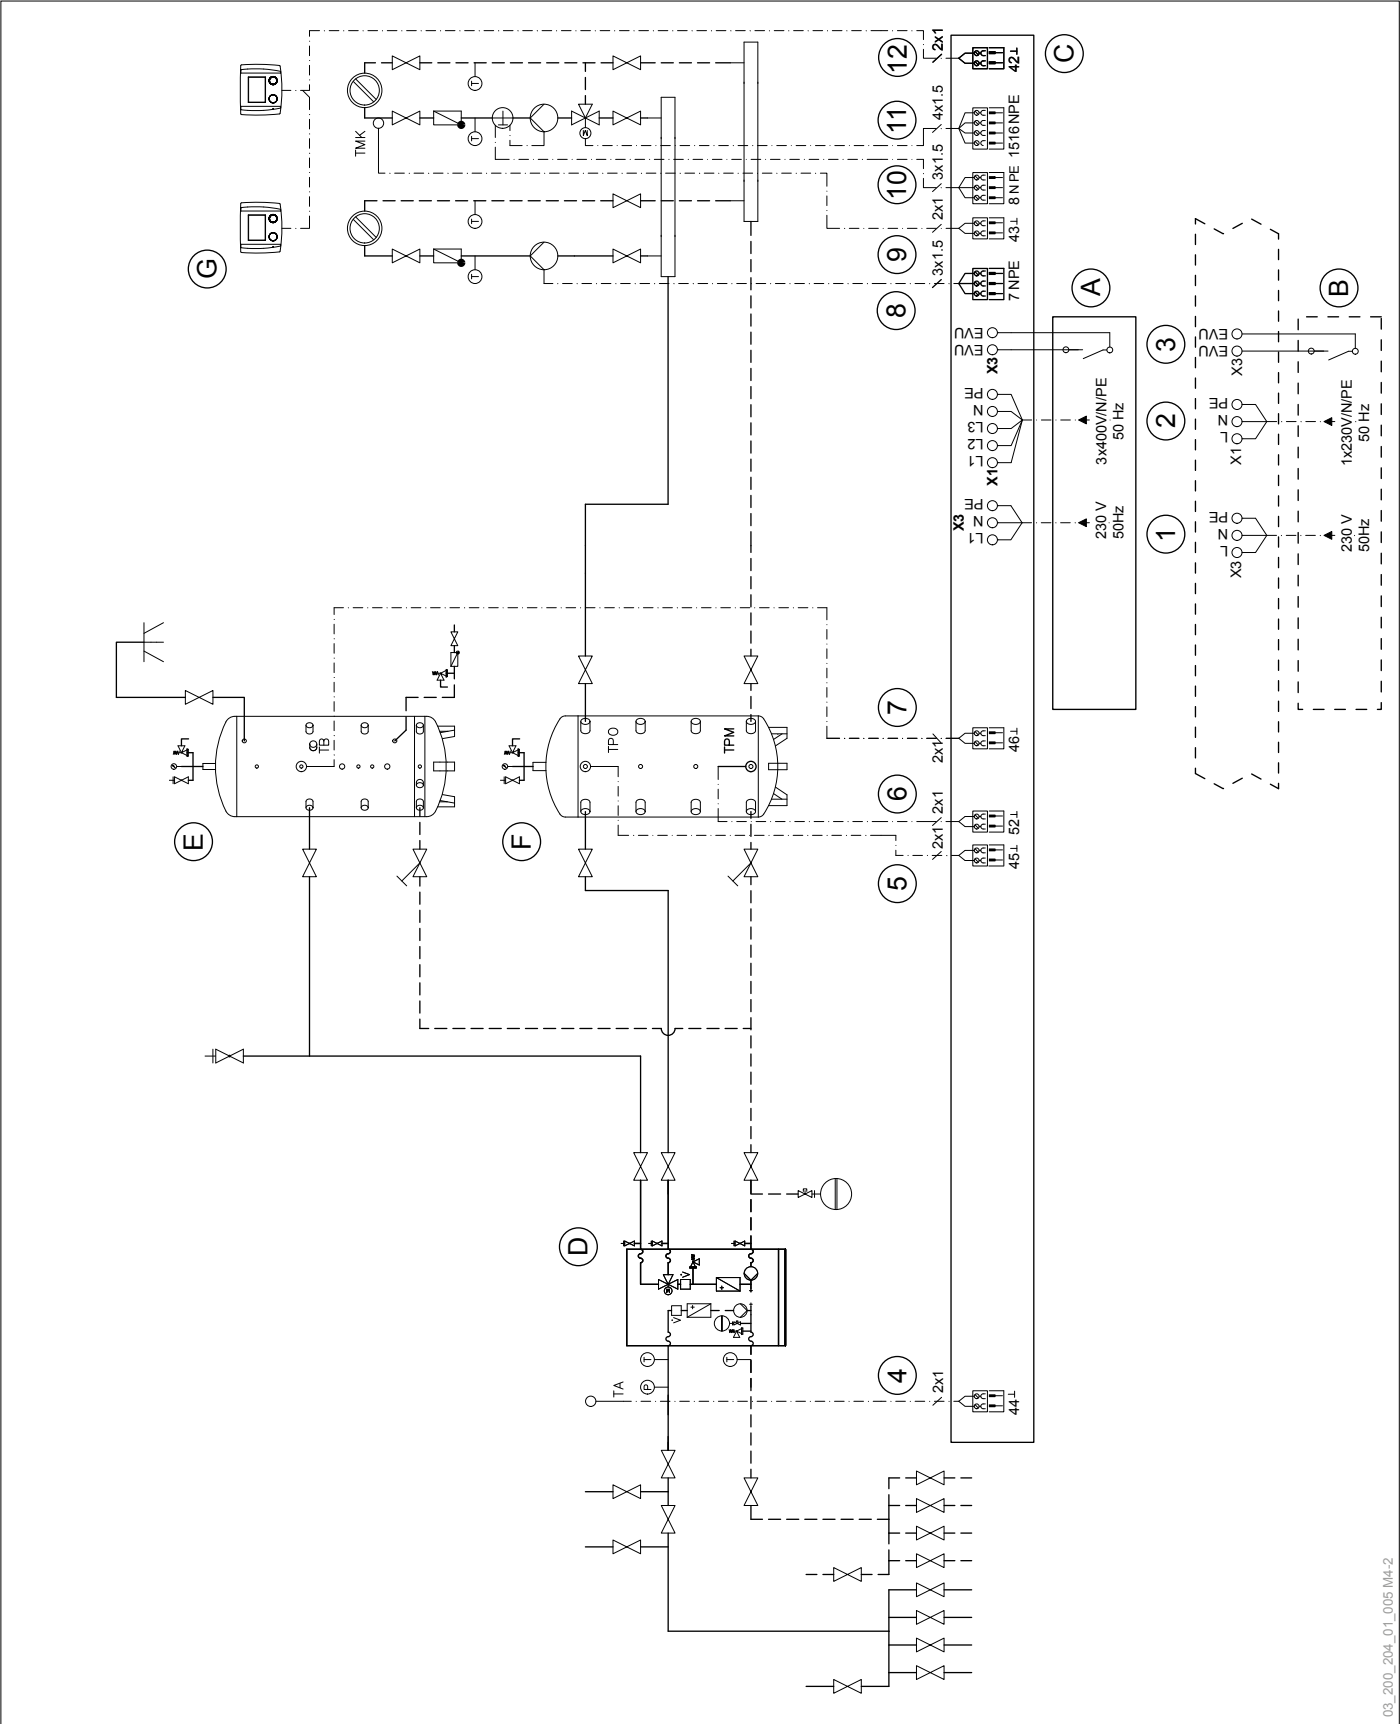 E
G
TB
TMK
F
D
TPO
TPM
TA
T
P
T
V
V
M
T
T
T
T
M
4
5
6
7
8
9
10
11
12
2x1
2x1
2x1
2x1
3x1.5
2x1
3x1.5
4x1.5
2x1
44⊥
45⊥
52⊥
46⊥
7 NPE
43⊥
8 N PE
1516NPE
42⊥
C
X3
L1
N
PE
X1
L1
L2
L3
N
PE
X3
EVU
EVU
A
230 V
50Hz
3x400V/N/PE
50 Hz
1
2
3
X3
L
N
PE
X1
L
N
PE
X3
EVU
EVU
B
230 V
50Hz
1x230V/N/PE
50 Hz
03_200_204_01_005 M4-2